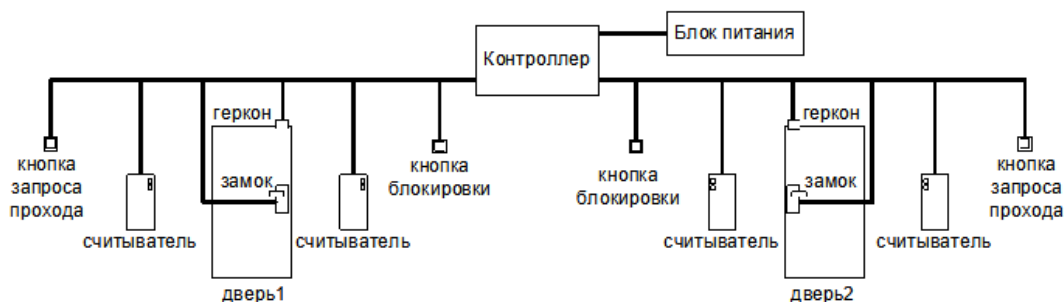 Блок питания
Контроллер
геркон
геркон
кнопка
запроса
прохода
замок
кнопка
блокировки
кнопка
блокировки
замок
кнопка
запроса
прохода
считыватель
считыватель
считыватель
считыватель
дверь1
дверь2